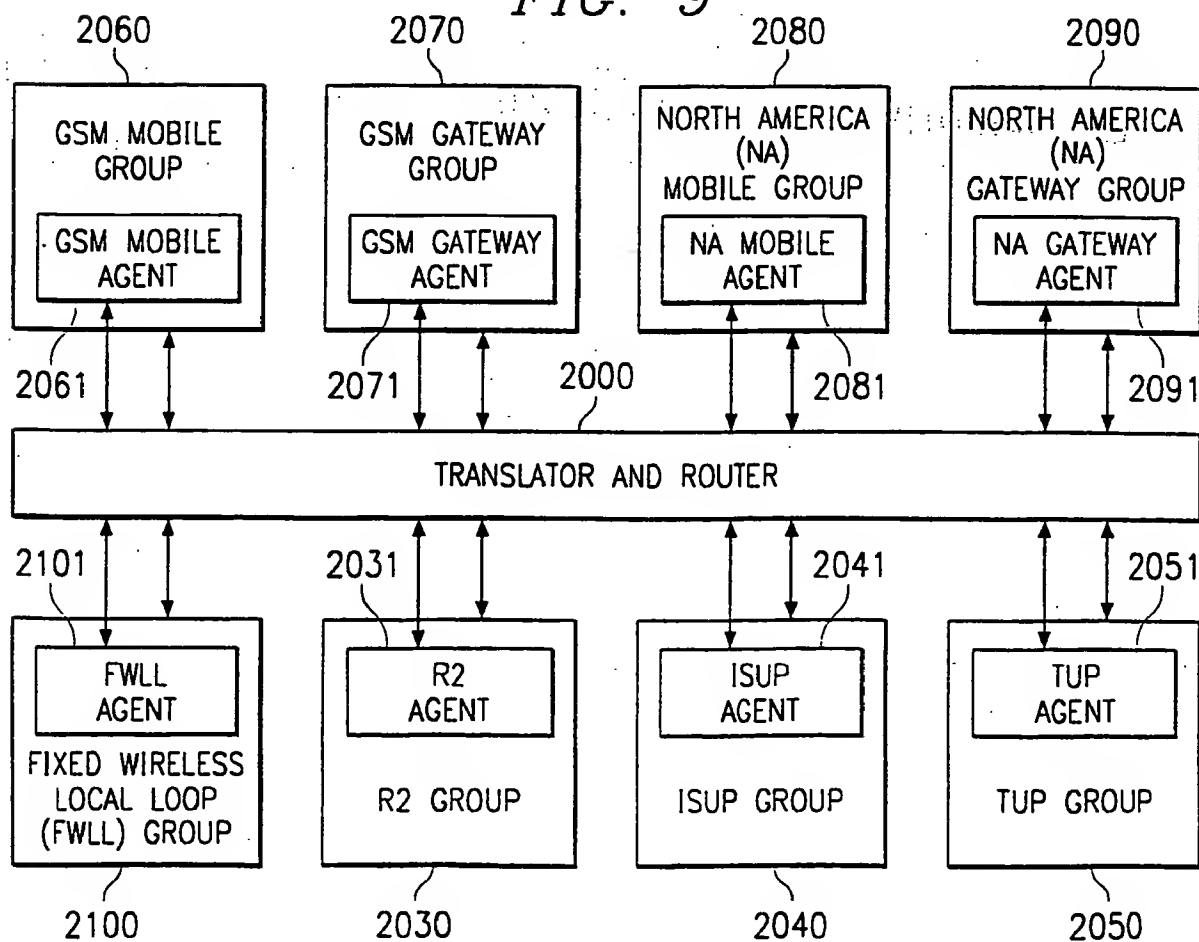 FIG. 9
2060 2070 2080 2090
GSM MOBILE
GROUP
GSM MOBILE
AGENT
GSM GATEWAY
GROUP
GSM GATEWAY
AGENT
NORTH AMERICA
(NA)
MOBILE GROUP
NA MOBILE
AGENT
NORTH AMERICA
(NA)
GATEWAY GROUP
NA GATEWAY
AGENT
2061 2071 2000 2081 2091
TRANSLATOR AND ROUTER
2101 2031 2041 2051
FWLL
AGENT
FIXED WIRELESS
LOCAL LOOP
(FWLL) GROUP
R2
AGENT
R2 GROUP
ISUP
AGENT
ISUP GROUP
TUP
AGENT
TUP GROUP
2100 2030 2040 2050